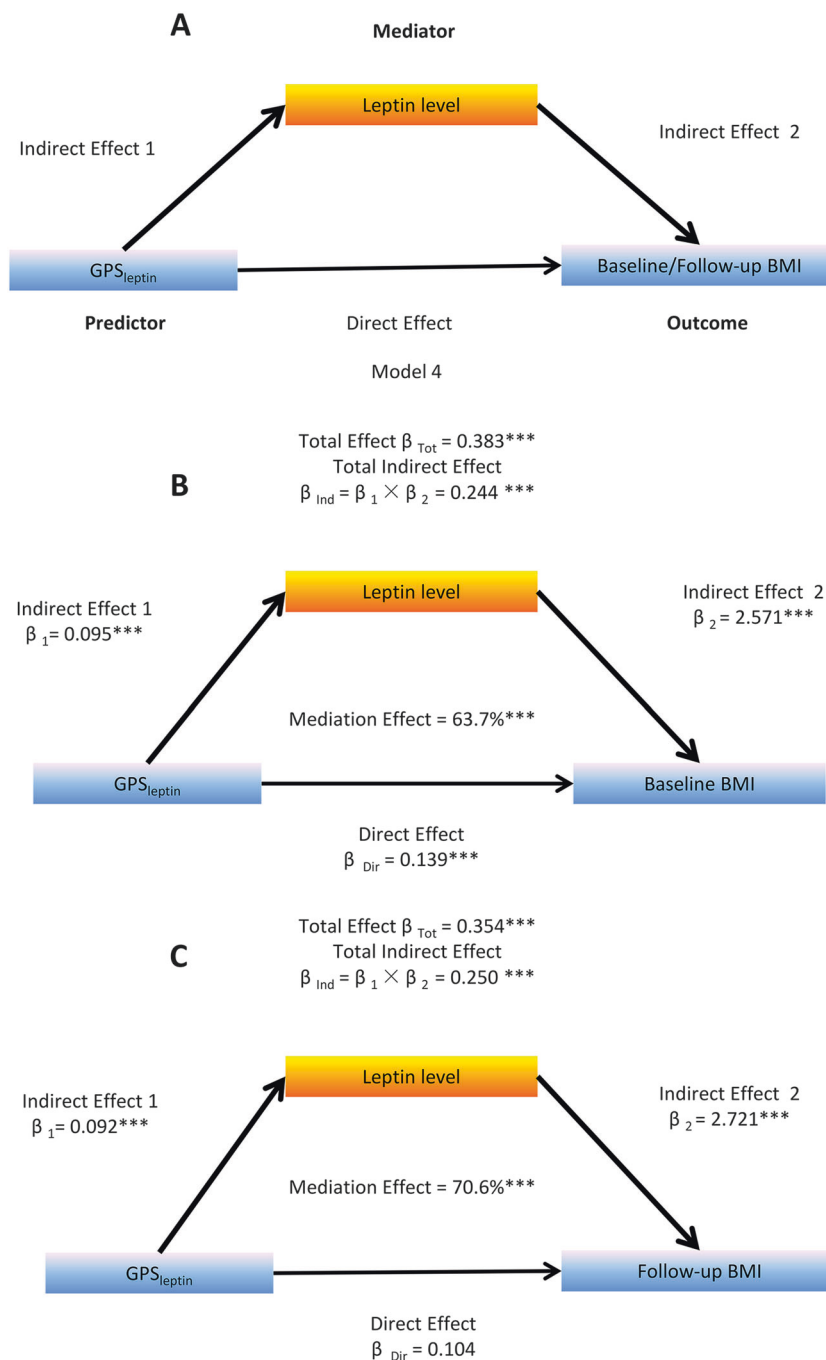 A
Mediator
Leptin level
Indirect Effect 1
Indirect Effect 2
GPSleptin
Baseline/Follow-up BMI
Predictor
Direct Effect
Outcome
Model 4
Total Effect β Tot = 0.383***
Total Indirect Effect
B
β Ind = β 1 × β 2 = 0.244 ***
Leptin level
Indirect Effect 1
β 1= 0.095***
Indirect Effect 2
β 2 = 2.571***
Mediation Effect = 63.7%***
GPSleptin
Baseline BMI
Direct Effect
β Dir = 0.139***
Total Effect β Tot = 0.354***
Total Indirect Effect
C
β Ind = β 1 × β 2 = 0.250 ***
Leptin level
Indirect Effect 1
β 1= 0.092***
Indirect Effect 2
β 2 = 2.721***
Mediation Effect = 70.6%***
GPSleptin
Follow-up BMI
Direct Effect
β Dir = 0.104